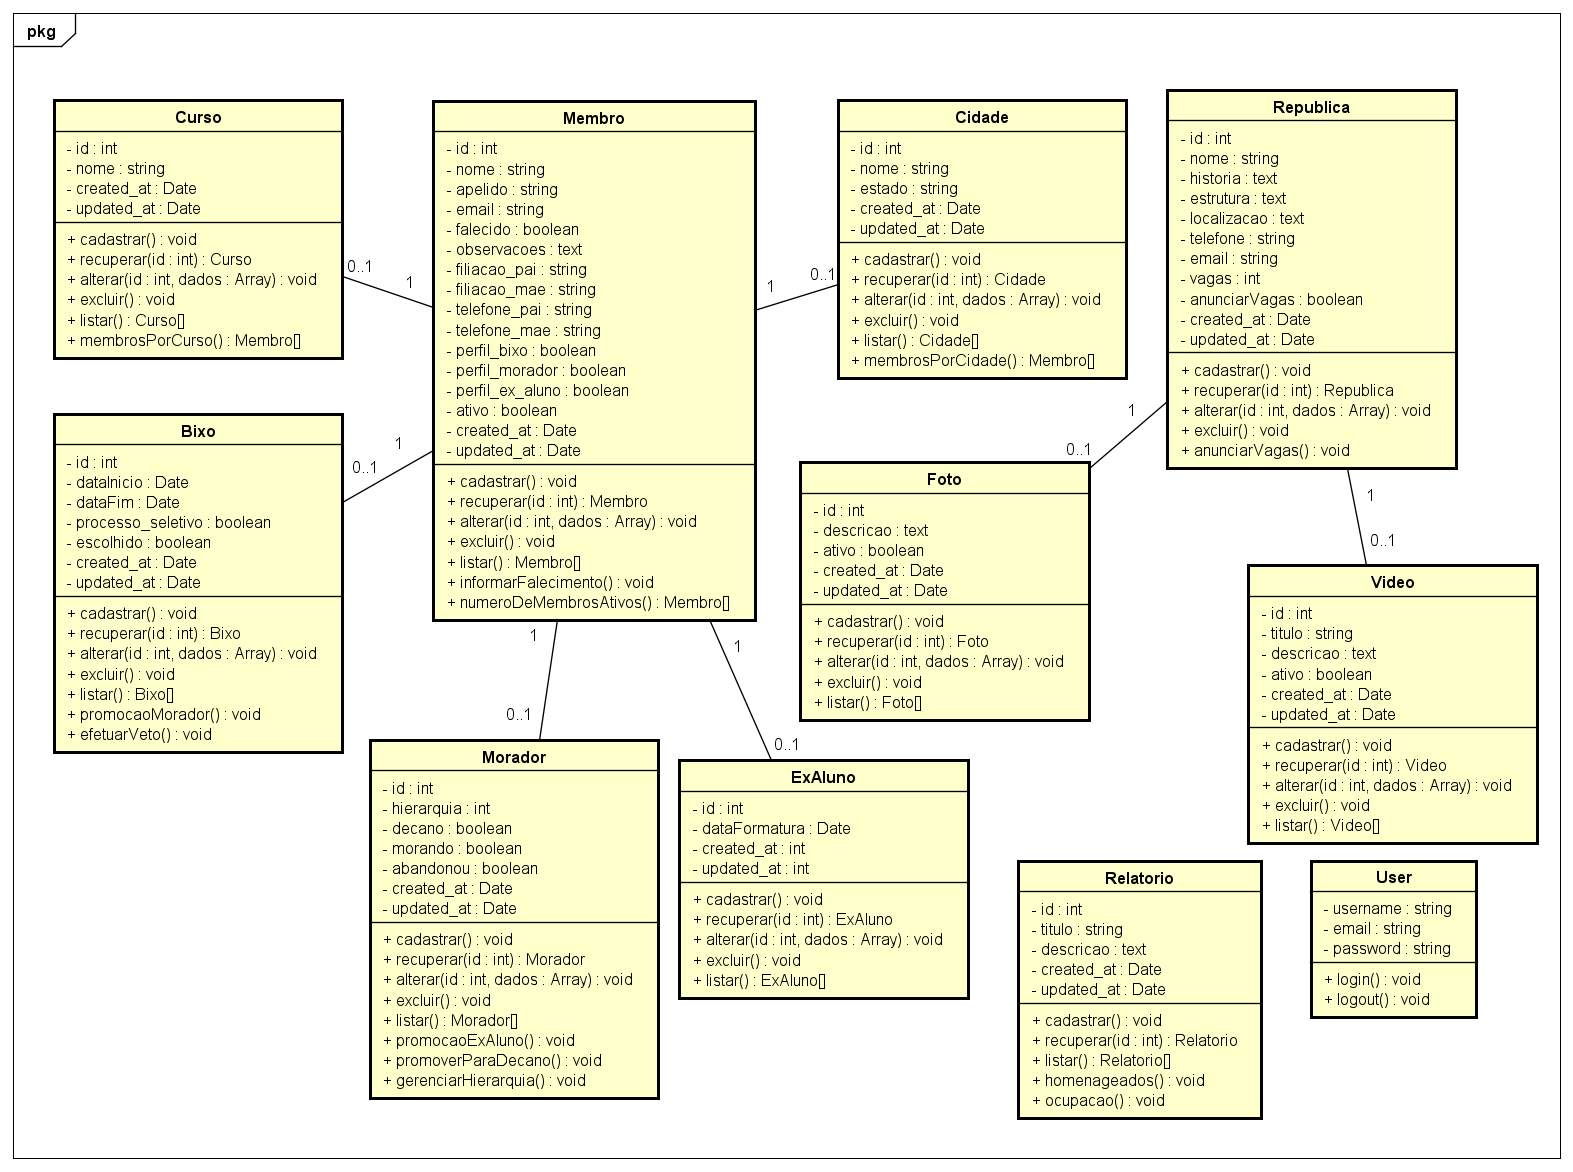 pkg
Curso
- id : int
- nome : string
- created_at : Date
- updated_at : Date
+ cadastrar() : void
+ recuperar(id : int) : Curso
+ alterar(id : int, dados : Array) : void
+ excluir() : void
+ listar() : Curso[]
+ membrosPorCurso() : Membro[]
0..1
1
Membro
- id : int
- nome : string
- apelido : string
- email : string
- falecido : boolean
- observacoes : text
- filiacao_pai : string
- filiacao_mae : string
- telefone_pai : string
- telefone_mae : string
- perfil_bixo : boolean
- perfil_morador : boolean
- perfil_ex_aluno : boolean
- ativo : boolean
- created_at : Date
- updated_at : Date
+ cadastrar() : void
+ recuperar(id : int) : Membro
+ alterar(id : int, dados : Array) : void
+ excluir() : void
+ listar() : Membro[]
+ informarFalecimento() : void
+ numeroDeMembrosAtivos() : Membro[]
1
0..1
Cidade
- id : int
- nome : string
- estado : string
- created_at : Date
- updated_at : Date
+ cadastrar() : void
+ recuperar(id : int) : Cidade
+ alterar(id : int, dados : Array) : void
+ excluir() : void
+ listar() : Cidade[]
+ membrosPorCidade() : Membro[]
Republica
- id : int
- nome : string
- historia : text
- estrutura : text
- localizacao : text
- telefone : string
- email : string
- vagas : int
- anunciarVagas : boolean
- created_at : Date
- updated_at : Date
+ cadastrar() : void
+ recuperar(id : int) : Republica
+ alterar(id : int, dados : Array) : void
+ excluir() : void
+ anunciarVagas() : void
1
0..1
1
0..1
Bixo
- id : int
- dataInicio : Date
- dataFim : Date
- processo_seletivo : boolean
- escolhido : boolean
- created_at : Date
- updated_at : Date
+ cadastrar() : void
+ recuperar(id : int) : Bixo
+ alterar(id : int, dados : Array) : void
+ excluir() : void
+ listar() : Bixo[]
+ promocaoMorador() : void
+ efetuarVeto() : void
1
0..1
Foto
- id : int
- descricao : text
- ativo : boolean
- created_at : Date
- updated_at : Date
+ cadastrar() : void
+ recuperar(id : int) : Foto
+ alterar(id : int, dados : Array) : void
+ excluir() : void
+ listar() : Foto[]
Video
- id : int
- titulo : string
- descricao : text
- ativo : boolean
- created_at : Date
- updated_at : Date
+ cadastrar() : void
+ recuperar(id : int) : Video
+ alterar(id : int, dados : Array) : void
+ excluir() : void
+ listar() : Video[]
1
0..1
1
0..1
Morador
- id : int
- hierarquia : int
- decano : boolean
- morando : boolean
- abandonou : boolean
- created_at : Date
- updated_at : Date
+ cadastrar() : void
+ recuperar(id : int) : Morador
+ alterar(id : int, dados : Array) : void
+ excluir() : void
+ listar() : Morador[]
+ promocaoExAluno() : void
+ promoverParaDecano() : void
+ gerenciarHierarquia() : void
ExAluno
- id : int
- dataFormatura : Date
- created_at : int
- updated_at : int
+ cadastrar() : void
+ recuperar(id : int) : ExAluno
+ alterar(id : int, dados : Array) : void
+ excluir() : void
+ listar() : ExAluno[]
Relatorio
- id : int
- titulo : string
- descricao : text
- created_at : Date
- updated_at : Date
+ cadastrar() : void
+ recuperar(id : int) : Relatorio
+ listar() : Relatorio[]
+ homenageados() : void
+ ocupacao() : void
User
- username : string
- email : string
- password : string
+ login() : void
+ logout() : void